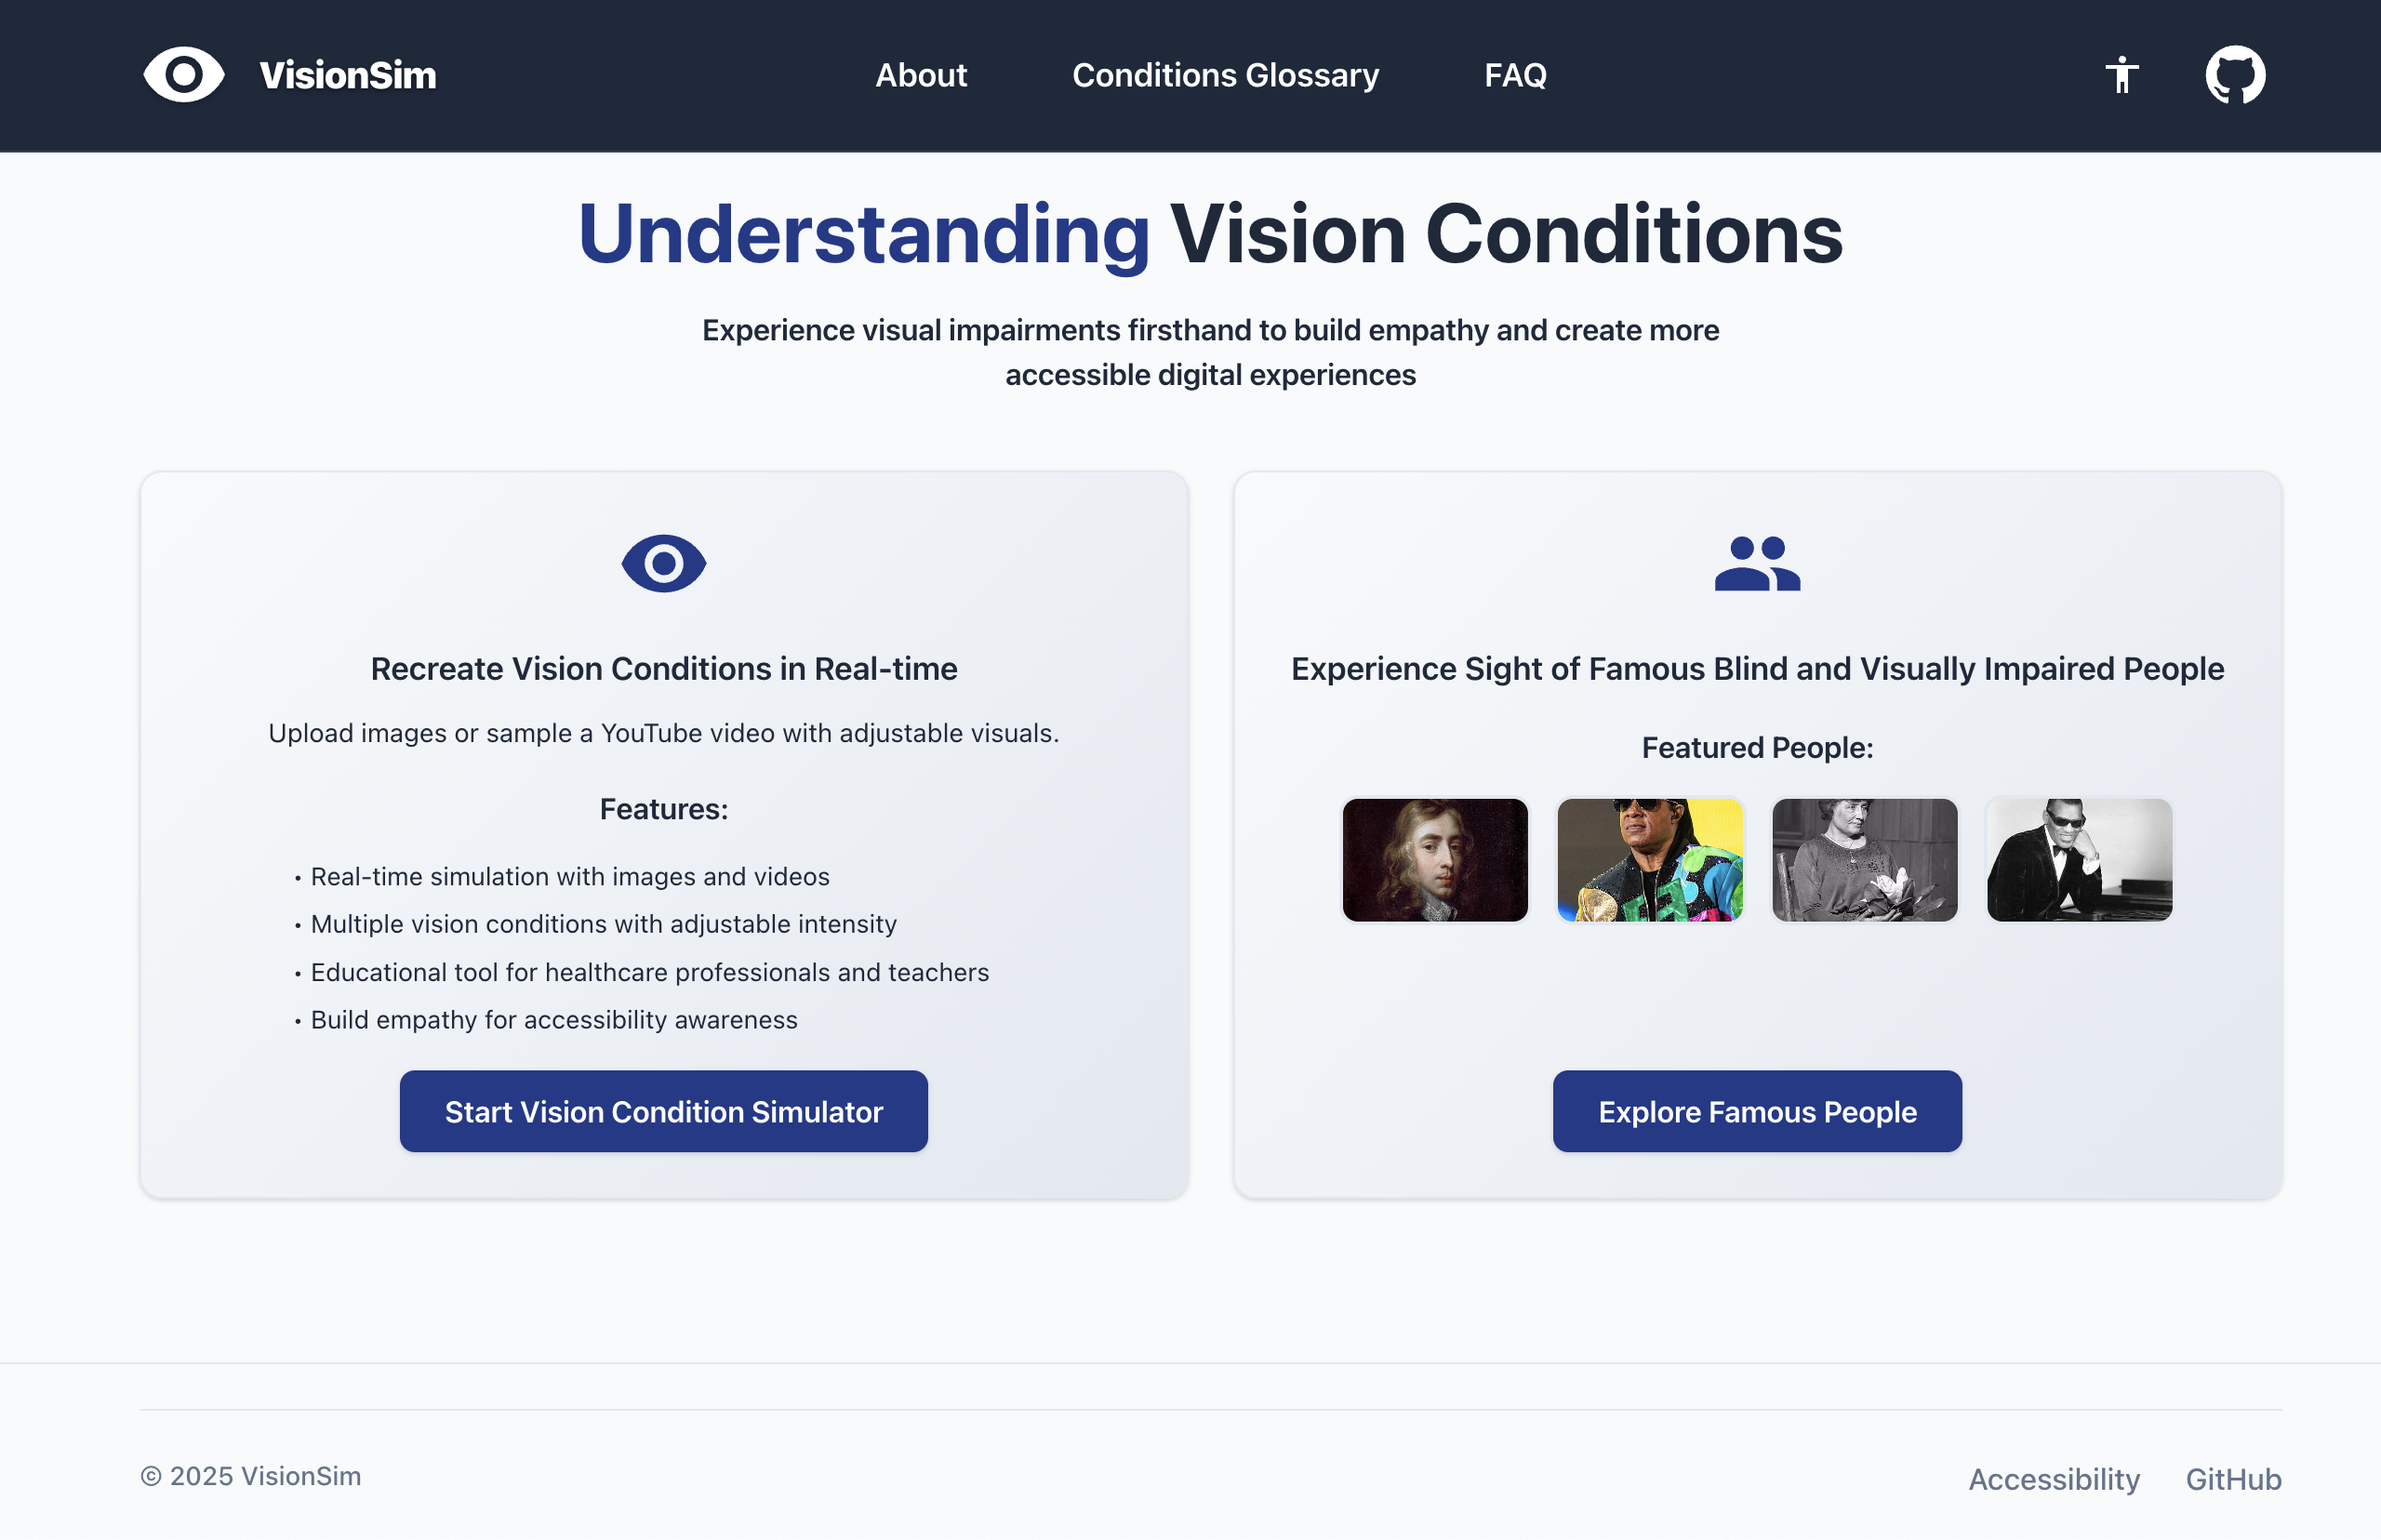 VisionSim
About
Conditions Glossary
FAQ
Understanding Vision Conditions
Experience visual impairments firsthand to build empathy and create more
accessible digital experiences
Recreate Vision Conditions in Real-time
Upload images or sample a YouTube video with adjustable visuals.
Features:
• Real-time simulation with images and videos
• Multiple vision conditions with adjustable intensity
• Educational tool for healthcare professionals and teachers
• Build empathy for accessibility awareness
Start Vision Condition Simulator
Experience Sight of Famous Blind and Visually Impaired People
Featured People:
Explore Famous People
© 2025 VisionSim
Accessibility
GitHub